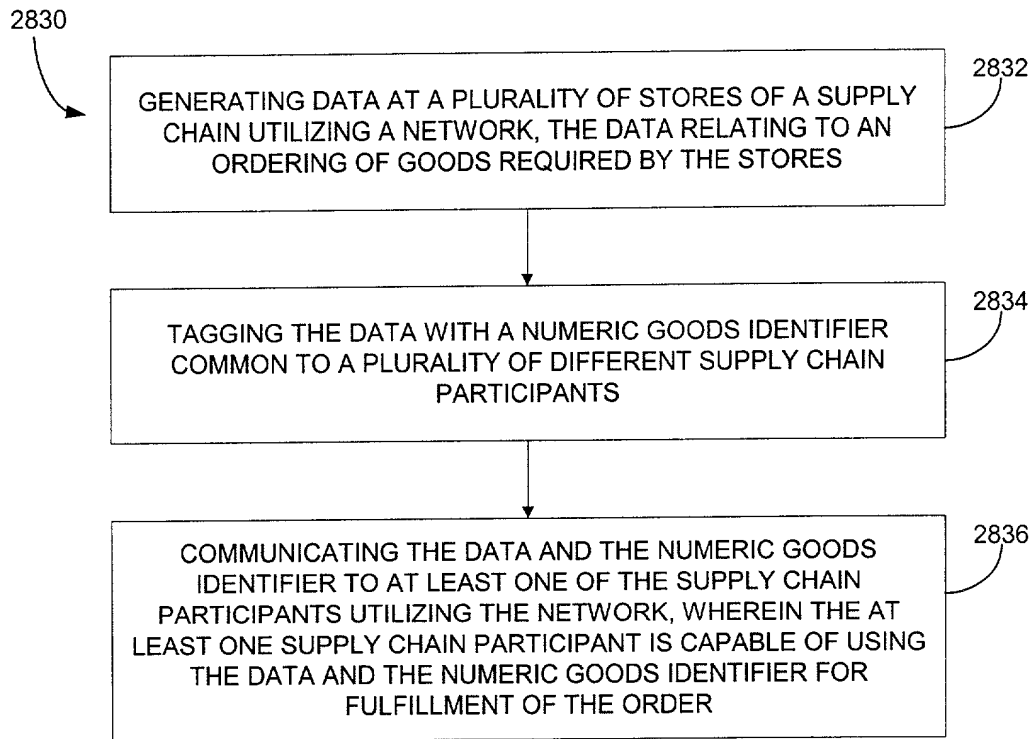 2830
2832
GENERATING DATA AT A PLURALITY OF STORES OF A SUPPLY
CHAIN UTILIZING A NETWORK, THE DATA RELATING TO AN
ORDERING OF GOODS REQUIRED BY THE STORES
2834
TAGGING THE DATA WITH A NUMERIC GOODS IDENTIFIER
COMMON TO A PLURALITY OF DIFFERENT SUPPLY CHAIN
PARTICIPANTS
2836
COMMUNICATING THE DATA AND THE NUMERIC GOODS
IDENTIFIER TO AT LEAST ONE OF THE SUPPLY CHAIN
PARTICIPANTS UTILIZING THE NETWORK, WHEREIN THE AT
LEAST ONE SUPPLY CHAIN PARTICIPANT IS CAPABLE OF USING
THE DATA AND THE NUMERIC GOODS IDENTIFIER FOR
FULFILLMENT OF THE ORDER